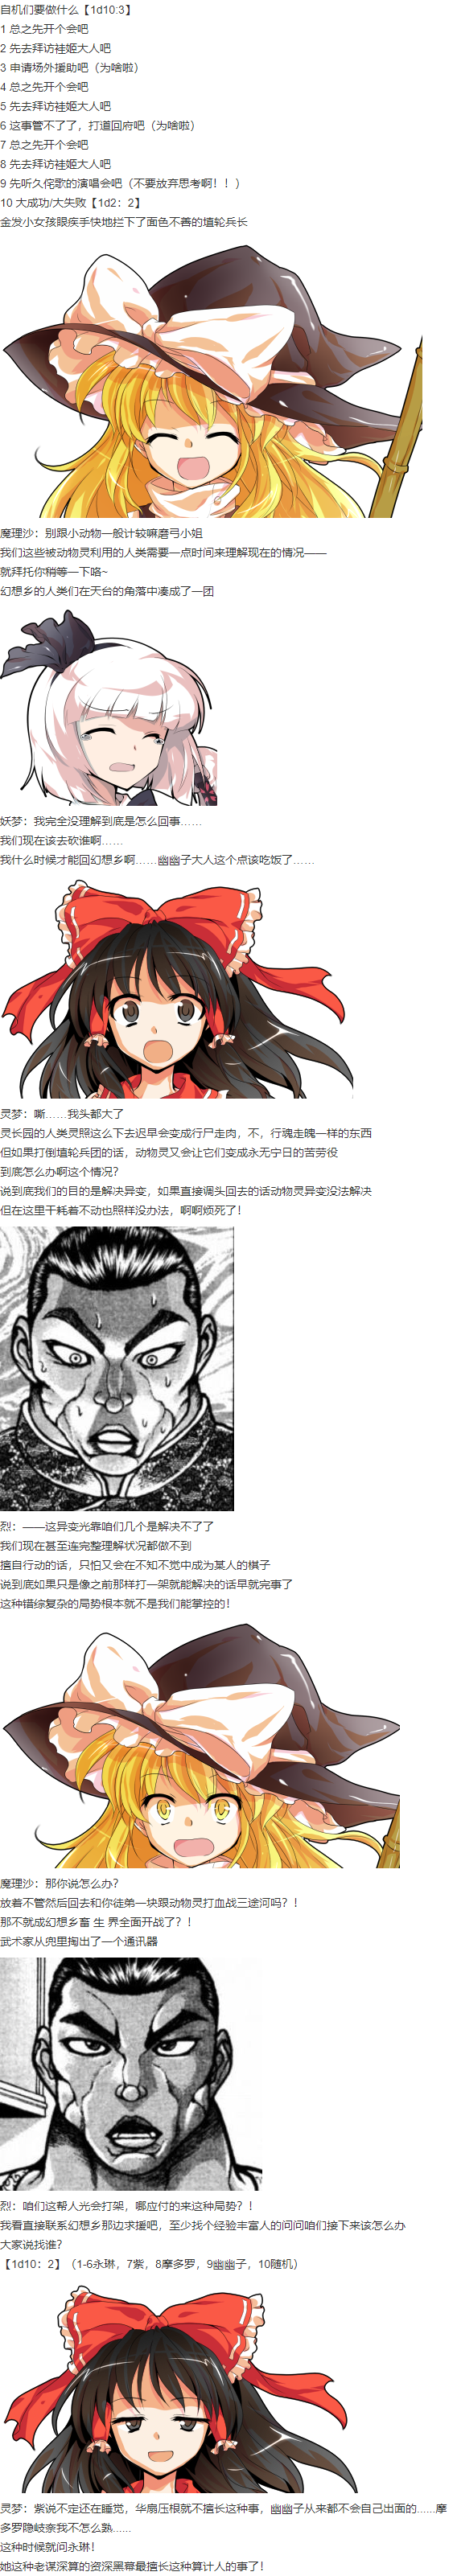 自机们要做什么【1d10:3】
1 总之先开个会吧
2 先去拜访袿姬大人吧
3 申请场外援助吧（为啥啦）
4 总之先开个会吧
5 先去拜访袿姬大人吧
6 这事管不了了，打道回府吧（为啥啦）
7 总之先开个会吧
8 先去拜访袿姬大人吧
9 先听久侘歌的演唱会吧（不要放弃思考啊！！）
10 大成功/大失败【1d2：2】
金发小女孩眼疾手快地拦下了面色不善的埴轮兵长
魔理沙：别跟小动物一般计较嘛磨弓小姐
我们这些被动物灵利用的人类需要一点时间来理解现在的情况——
就拜托你稍等一下咯~
幻想乡的人类们在天台的角落中凑成了一团
妖梦：我完全没理解到底是怎么回事……
我们现在该去砍谁啊……
我什么时候才能回幻想乡啊……幽幽子大人这个点该吃饭了……
灵梦：嘶……我头都大了
灵长园的人类灵照这么下去迟早会变成行尸走肉，不，行魂走魄一样的东西
但如果打倒埴轮兵团的话，动物灵又会让它们变成永无宁日的苦劳役
到底怎么办啊这个情况？
说到底我们的目的是解决异变，如果直接调头回去的话动物灵异变没法解决
但在这里干耗着不动也照样没办法，啊啊烦死了！
烈：——这异变光靠咱们几个是解决不了了
我们现在甚至连完整理解状况都做不到
擅自行动的话，只怕又会在不知不觉中成为某人的棋子
说到底如果只是像之前那样打一架就能解决的话早就完事了
这种错综复杂的局势根本就不是我们能掌控的！
魔理沙：那你说怎么办？
放着不管然后回去和你徒弟一块跟动物灵打血战三途河吗？！
那不就成幻想乡畜 生 界全面开战了？！
武术家从兜里掏出了一个通讯器
烈：咱们这帮人光会打架，哪应付的来这种局势？！
我看直接联系幻想乡那边求援吧，至少找个经验丰富人的问问咱们接下来该怎么办
大家说找谁？
【1d10：2】（1-6永琳，7紫，8摩多罗，9幽幽子，10随机）
灵梦：紫说不定还在睡觉，华扇压根就不擅长这种事，幽幽子从来都不会自己出面的......摩
多罗隐岐奈我不怎么熟......
这种时候就问永琳！
她这种老谋深算的资深黑幕最擅长这种算计人的事了！